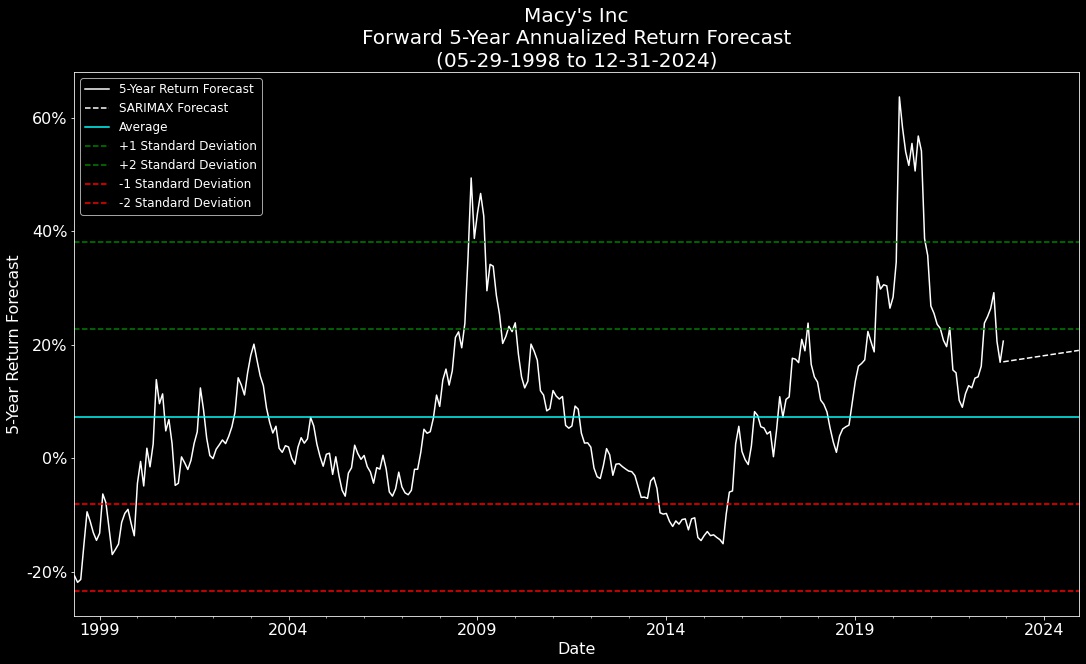 Macy's Inc
Forward 5-Year Annualized Return Forecast
(05-29-1998 to 12-31-2024)
5-Year Return Forecast
SARIMAX Forecast
Average
+1 Standard Deviation
+2 Standard Deviation
-1 Standard Deviation
-2 Standard Deviation
5-Year Return Forecast
60%
40%
20%
0%
-20%
1999
2004
2009
2014
2019
2024
Date